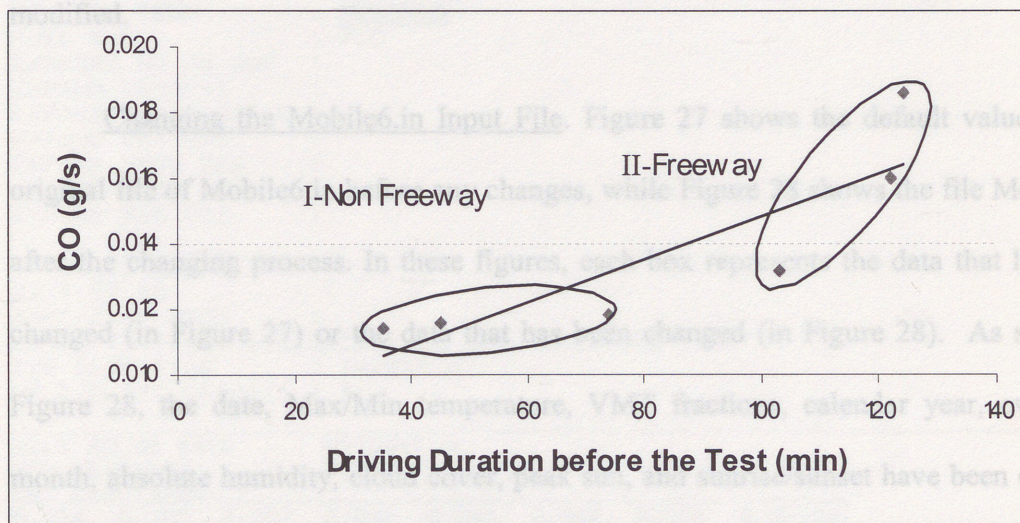 modified.
0.020
Changing the Mobile6.in Input File. Figure 27 shows the default valu
0.018
II-Freeway
0.016
original file of Mobile6.in before any changes, while Figure 28 shows the file M
I-Non Freeway
CO (g/s)
0.014
after the changing process. In these figures, each box represents the data that
0.012
changed (in Figure 27) or the data that has been changed (in Figure 28). As
0.010
0 20 40 60 80 100 120 140
Figure 28, the date, Max/Min temperature, VMT fractions, calendar year,
Driving Duration before the Test (min)
month, absolute humidity, cloud cover, peak sun, and sunrise/sunset have been